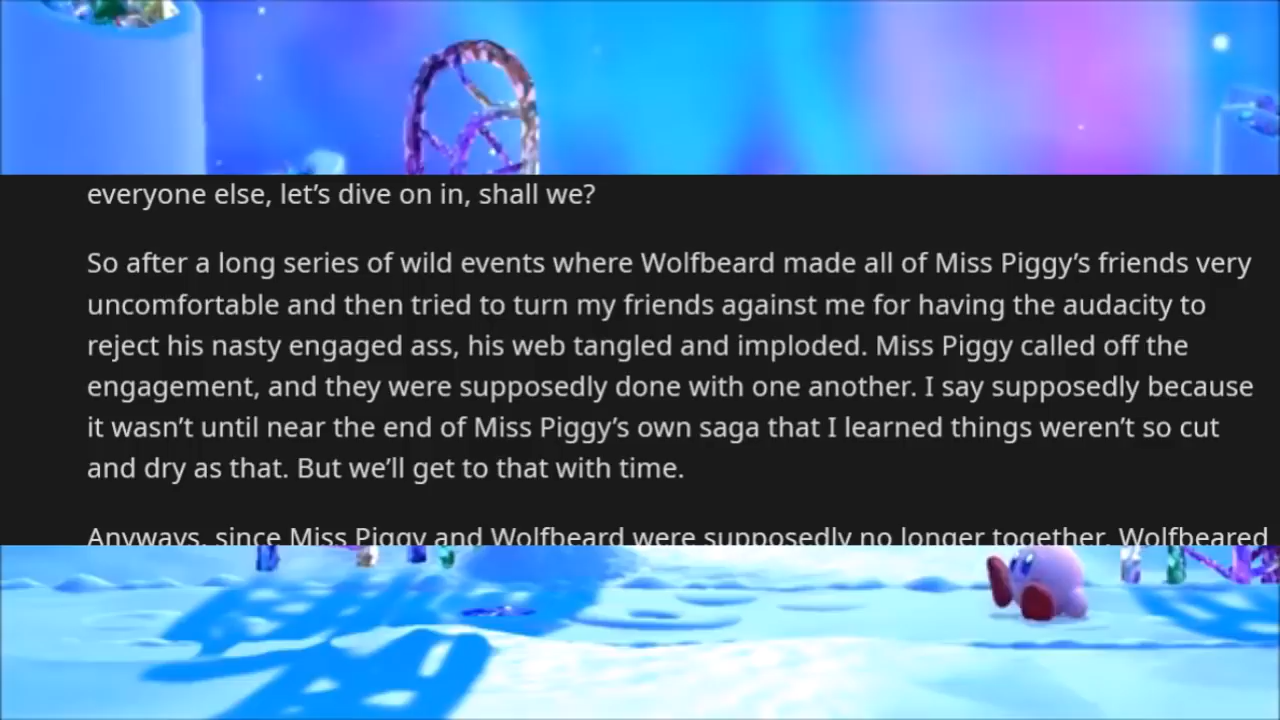 everyone else, let’s dive on in, shall we?
So after a long series of wild events where Wolfbeard made all of Miss Piggy’s friends very
uncomfortable and then tried to turn my friends against me for having the audacity to
reject his nasty engaged ass, his web tangled and imploded. Miss Piggy called off the
engagement, and they were supposedly done with one another. I say supposedly because
it wasn’t until near the end of Miss Piggy’s own saga that I learned things weren’t so cut
and dry as that. But we’ll get to that with time.
Anyways, since Miss Piggy and Wolfbeard were supposedly no longer together, Wolfbeared